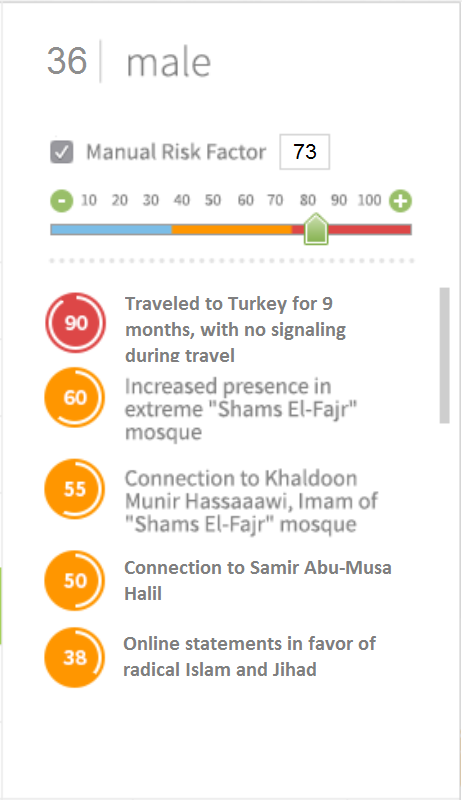 36 male
Manual Risk Factor 73
- 10 20 30 40 50 60 70 80 90 100 +
90 Traveled to Turkey for 9
months, with no signaling
during travel
60 Increased presence in
extreme "Shams El-Fajr"
mosque
55 Connection to Khaldoon
Munir Hassaaawi, Imam of
"Shams El-Fajr" mosque
50 Connection to Samir Abu-Musa
Halil
38 Online statements in favor of
radical Islam and Jihad